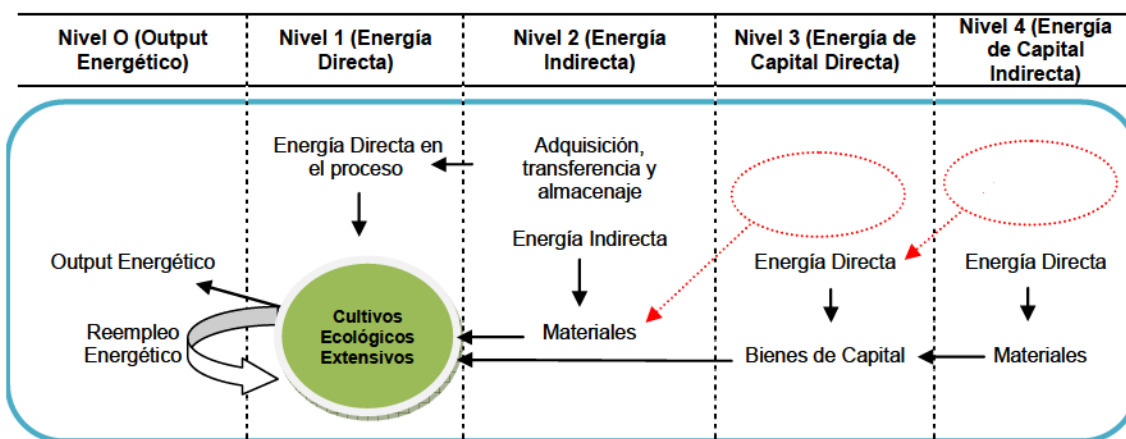 Nivel O (Output
Energético)
Nivel 1 (Energía
Directa)
Nivel 2 (Energía
Indirecta)
Nivel 3 (Energía de
Capital Directa)
Nivel 4 (Energía
de Capital
Indirecta)
Energía Directa en
el proceso
Adquisición,
transferencia y
almacenaje
Energía Indirecta
Output Energético
Energía Directa
Energía Directa
Reempleo
Energético
Cultivos
Ecológicos
Extensivos
Materiales
Bienes de Capital
Materiales